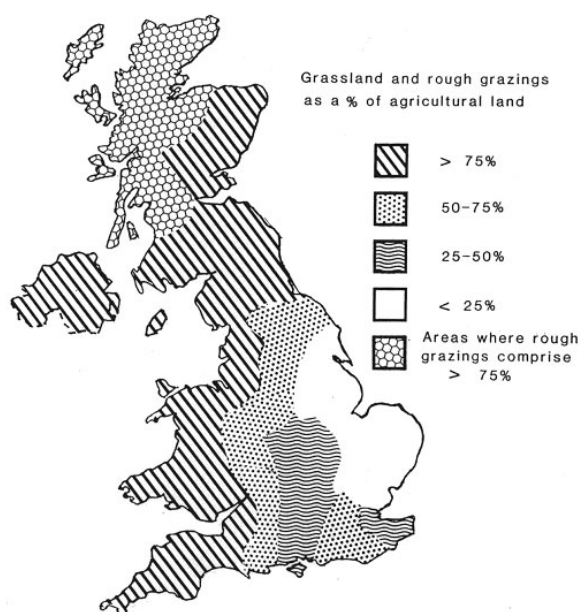 Grassland and rough grazings
as a % of agricultural land
> 75%
50-75%
25-50%
< 25%
Areas where rough
grazings comprise
> 75%